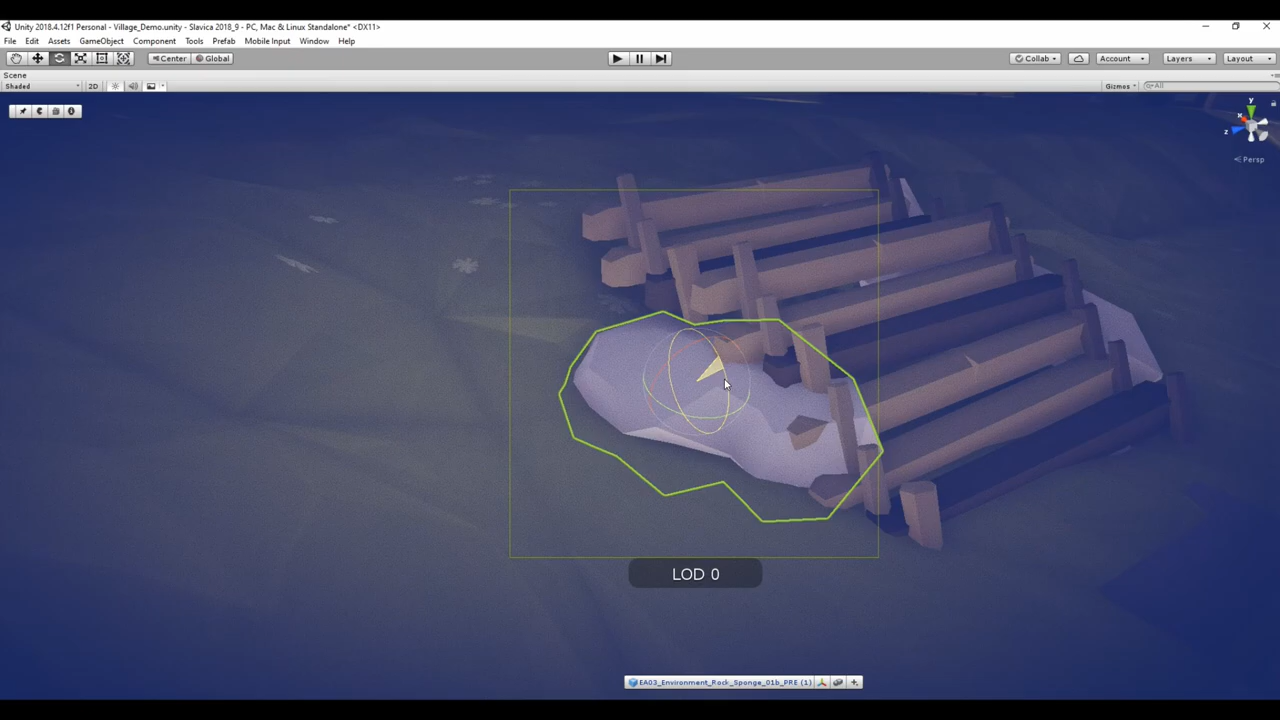 Unity 2018.4.12f1 Personal - Village_Demo.unity - Slavica 2018_9 - PC, Mac & Linux Standalone* <DX11>
File Edit Assets GameObject Component Tools Prefab Mobile Input Window Help
Center Global Collab Account Layers Layout
Scene
Shaded 2D Gizmos All
y
x
z
Persp
LOD 0
EA03_Environment_Rock_Sponge_01b_PRE (1)